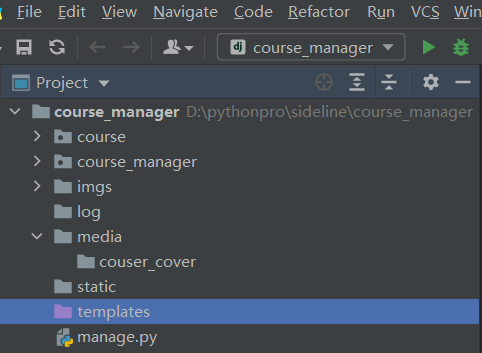 File Edit View Navigate Code Refactor Run VCS Win
dj course_manager
Project
course_manager D:\pythonpro\sideline\course_manager
course
course_manager
imgs
log
media
couser_cover
static
templates
manage.py